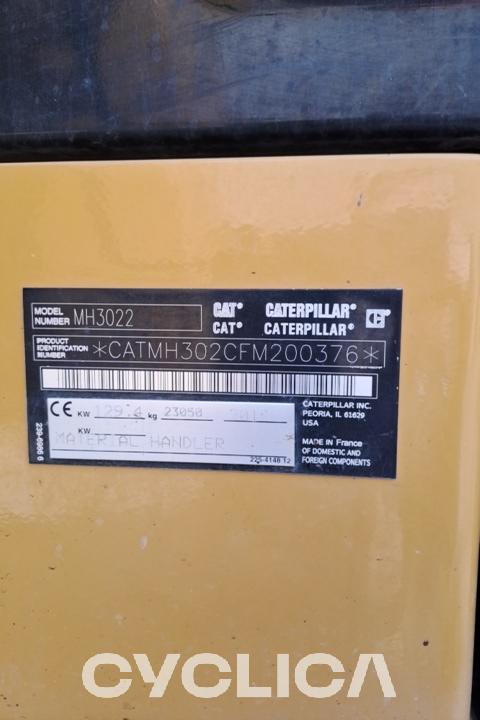 MODEL NUMBER MH3022
CAT® CATERPILLAR®
CAT® CATERPILLAR®
PRODUCT IDENTIFICATION NUMBER *CATMH302CFM200376*
CE KW 129.4 kg 23050
KW
MATERIAL HANDLER
CATERPILLAR INC.
PEORIA, IL 61629
USA
MADE IN France
OF DOMESTIC AND
FOREIGN COMPONENTS
CYCLICA